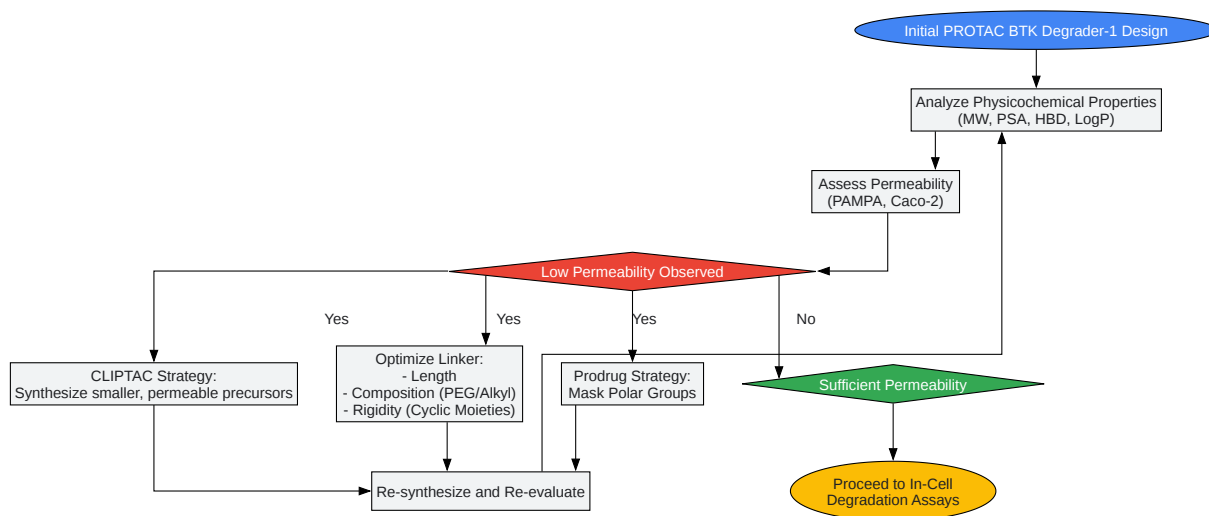 Initial PROTAC BTK Degrader-1 Design
Analyze Physicochemical Properties
(MW, PSA, HBD, LogP)
Assess Permeability
(PAMPA, Caco-2)
Low Permeability Observed
Yes
Yes
Yes
No
CLIPTAC Strategy:
Synthesize smaller, permeable precursors
Optimize Linker:
- Length
- Composition (PEG/Alkyl)
- Rigidity (Cyclic Moieties)
Prodrug Strategy:
Mask Polar Groups
Sufficient Permeability
Re-synthesize and Re-evaluate
Proceed to In-Cell
Degradation Assays